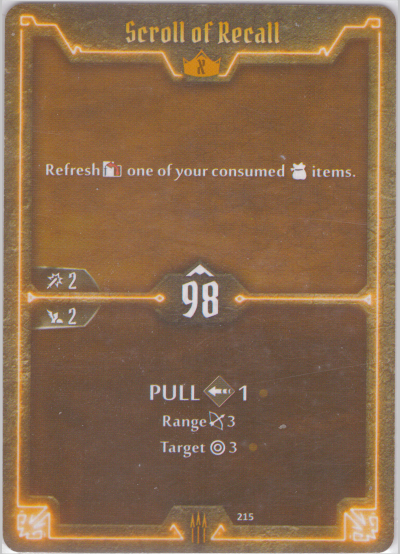 Scroll of Recall
X
Refresh one of your consumed items.
2
98
2
PULL 1
Range 3
Target 3
215